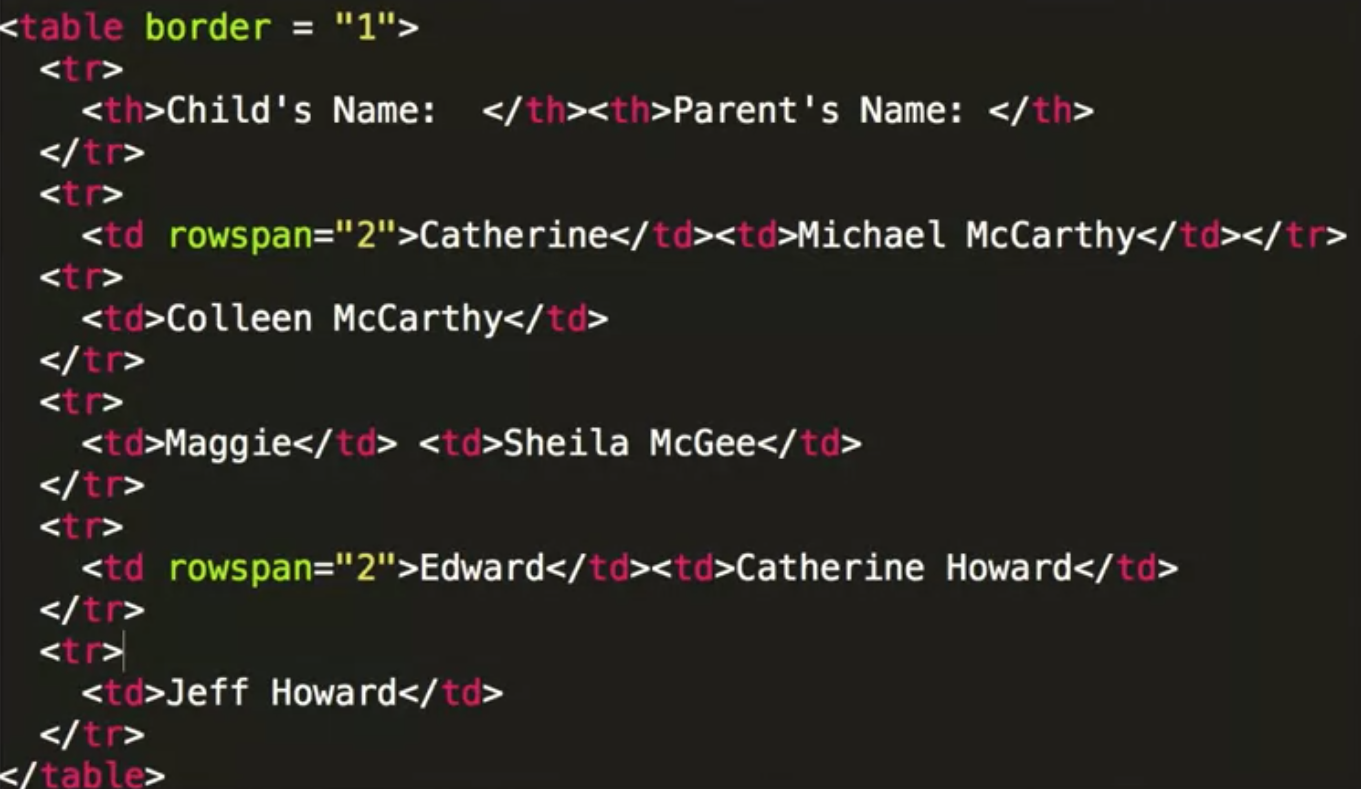 <table border = "1">
  <tr>
    <th>Child's Name:  </th><th>Parent's Name: </th>
  </tr>
  <tr>
    <td rowspan="2">Catherine</td><td>Michael McCarthy</td></tr>
  <tr>
    <td>Colleen McCarthy</td>
  </tr>
  <tr>
    <td>Maggie</td> <td>Sheila McGee</td>
  </tr>
  <tr>
    <td rowspan="2">Edward</td><td>Catherine Howard</td>
  </tr>
  <tr>
    <td>Jeff Howard</td>
  </tr>
</table>